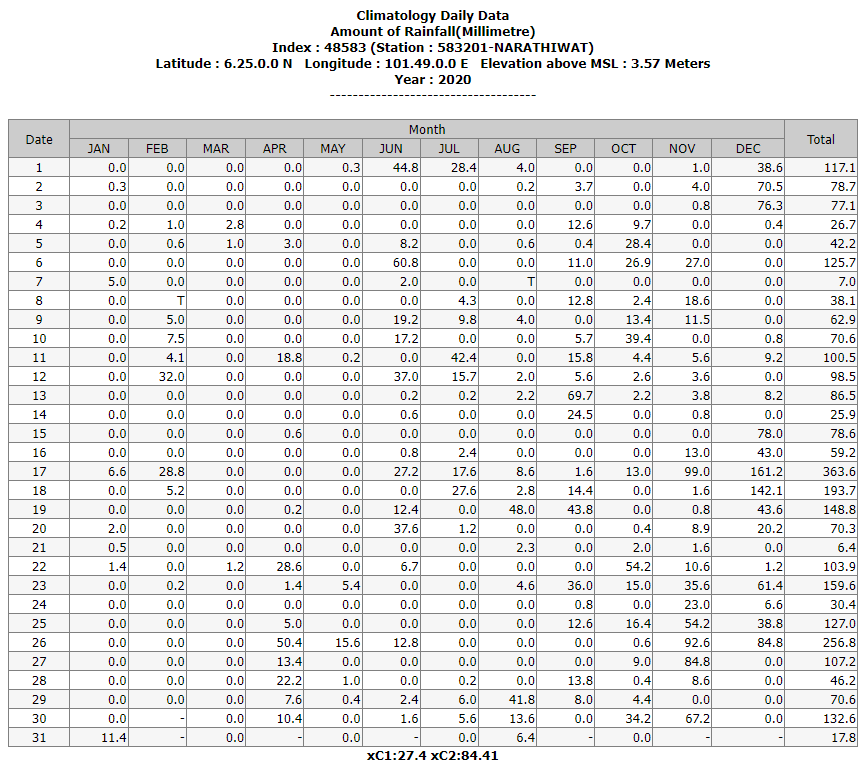 Climatology Daily Data
Amount of Rainfall(Millimetre)
Index : 48583 (Station : 583201-NARATHIWAT)
Latitude : 6.25.0.0 N Longitude : 101.49.0.0 E Elevation above MSL : 3.57 Meters
Year : 2020
------------------------------------
Date Month Total
JAN FEB MAR APR MAY JUN JUL AUG SEP OCT NOV DEC
1 0.0 0.0 0.0 0.0 0.3 44.8 28.4 4.0 0.0 0.0 1.0 38.6 117.1
2 0.3 0.0 0.0 0.0 0.0 0.0 0.0 0.2 3.7 0.0 4.0 70.5 78.7
3 0.0 0.0 0.0 0.0 0.0 0.0 0.0 0.0 0.0 0.0 0.8 76.3 77.1
4 0.2 1.0 2.8 0.0 0.0 0.0 0.0 0.0 12.6 9.7 0.0 0.4 26.7
5 0.0 0.6 1.0 3.0 0.0 8.2 0.0 0.6 0.4 28.4 0.0 0.0 42.2
6 0.0 0.0 0.0 0.0 0.0 60.8 0.0 0.0 11.0 26.9 27.0 0.0 125.7
7 5.0 0.0 0.0 0.0 0.0 2.0 0.0 T 0.0 0.0 0.0 0.0 7.0
8 0.0 T 0.0 0.0 0.0 0.0 4.3 0.0 12.8 2.4 18.6 0.0 38.1
9 0.0 5.0 0.0 0.0 0.0 19.2 9.8 4.0 0.0 13.4 11.5 0.0 62.9
10 0.0 7.5 0.0 0.0 0.0 17.2 0.0 0.0 5.7 39.4 0.0 0.8 70.6
11 0.0 4.1 0.0 18.8 0.2 0.0 42.4 0.0 15.8 4.4 5.6 9.2 100.5
12 0.0 32.0 0.0 0.0 0.0 37.0 15.7 2.0 5.6 2.6 3.6 0.0 98.5
13 0.0 0.0 0.0 0.0 0.0 0.2 0.2 2.2 69.7 2.2 3.8 8.2 86.5
14 0.0 0.0 0.0 0.0 0.0 0.6 0.0 0.0 24.5 0.0 0.8 0.0 25.9
15 0.0 0.0 0.0 0.6 0.0 0.0 0.0 0.0 0.0 0.0 0.0 78.0 78.6
16 0.0 0.0 0.0 0.0 0.0 0.8 2.4 0.0 0.0 0.0 13.0 43.0 59.2
17 6.6 28.8 0.0 0.0 0.0 27.2 17.6 8.6 1.6 13.0 99.0 161.2 363.6
18 0.0 5.2 0.0 0.0 0.0 0.0 27.6 2.8 14.4 0.0 1.6 142.1 193.7
19 0.0 0.0 0.0 0.2 0.0 12.4 0.0 48.0 43.8 0.0 0.8 43.6 148.8
20 2.0 0.0 0.0 0.0 0.0 37.6 1.2 0.0 0.0 0.4 8.9 20.2 70.3
21 0.5 0.0 0.0 0.0 0.0 0.0 0.0 2.3 0.0 2.0 1.6 0.0 6.4
22 1.4 0.0 1.2 28.6 0.0 6.7 0.0 0.0 0.0 54.2 10.6 1.2 103.9
23 0.0 0.2 0.0 1.4 5.4 0.0 0.0 4.6 36.0 15.0 35.6 61.4 159.6
24 0.0 0.0 0.0 0.0 0.0 0.0 0.0 0.0 0.8 0.0 23.0 6.6 30.4
25 0.0 0.0 0.0 5.0 0.0 0.0 0.0 0.0 12.6 16.4 54.2 38.8 127.0
26 0.0 0.0 0.0 50.4 15.6 12.8 0.0 0.0 0.0 0.6 92.6 84.8 256.8
27 0.0 0.0 0.0 13.4 0.0 0.0 0.0 0.0 0.0 9.0 84.8 0.0 107.2
28 0.0 0.0 0.0 22.2 1.0 0.0 0.2 0.0 13.8 0.4 8.6 0.0 46.2
29 0.0 0.0 0.0 7.6 0.4 2.4 6.0 41.8 8.0 4.4 0.0 0.0 70.6
30 0.0 - 0.0 10.4 0.0 1.6 5.6 13.6 0.0 34.2 67.2 0.0 132.6
31 11.4 - 0.0 - 0.0 - 0.0 6.4 - 0.0 - - 17.8
xC1:27.4 xC2:84.41